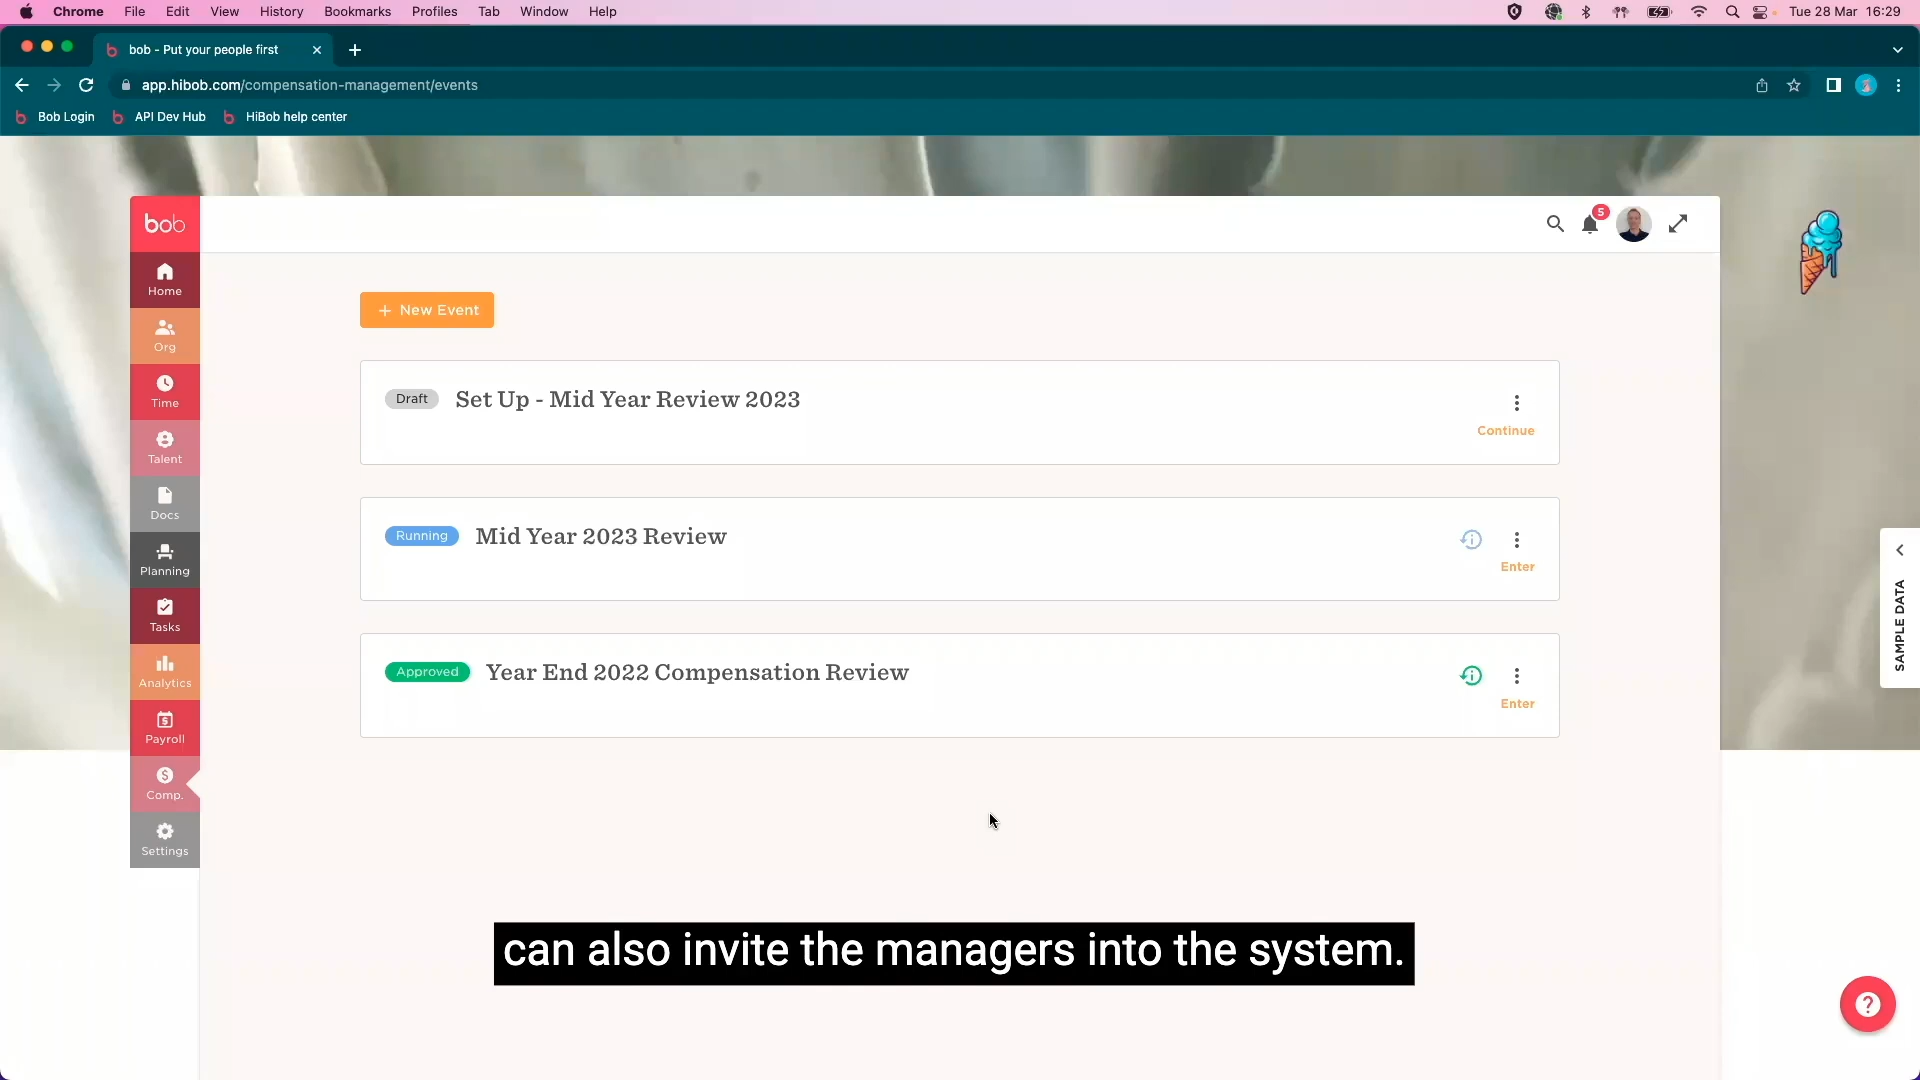 Chrome File Edit View History Bookmarks Profiles Tab Window Help Tue 28 Mar 16:29
bob - Put your people first
app.hibob.com/compensation-management/events
Bob Login API Dev Hub HiBob help center
bob
5
Home
Org
Time
Talent
Docs
Planning
Tasks
Analytics
Payroll
Comp.
Settings
+ New Event
Draft Set Up - Mid Year Review 2023
Continue
Running Mid Year 2023 Review
Enter
Approved Year End 2022 Compensation Review
Enter
SAMPLE DATA
can also invite the managers into the system.
?